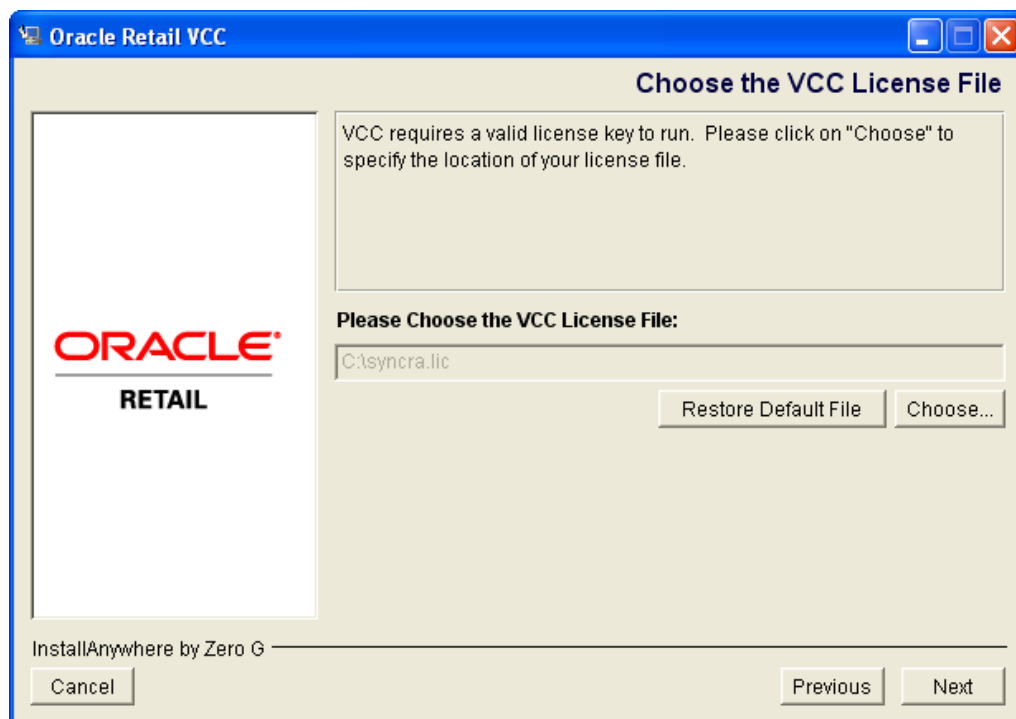 Oracle Retail VCC
Choose the VCC License File
VCC requires a valid license key to run.  Please click on "Choose" to
specify the location of your license file.
ORACLE
RETAIL
Please Choose the VCC License File:
C:\syncra.lic
Restore Default File
Choose...
InstallAnywhere by Zero G
Cancel
Previous
Next